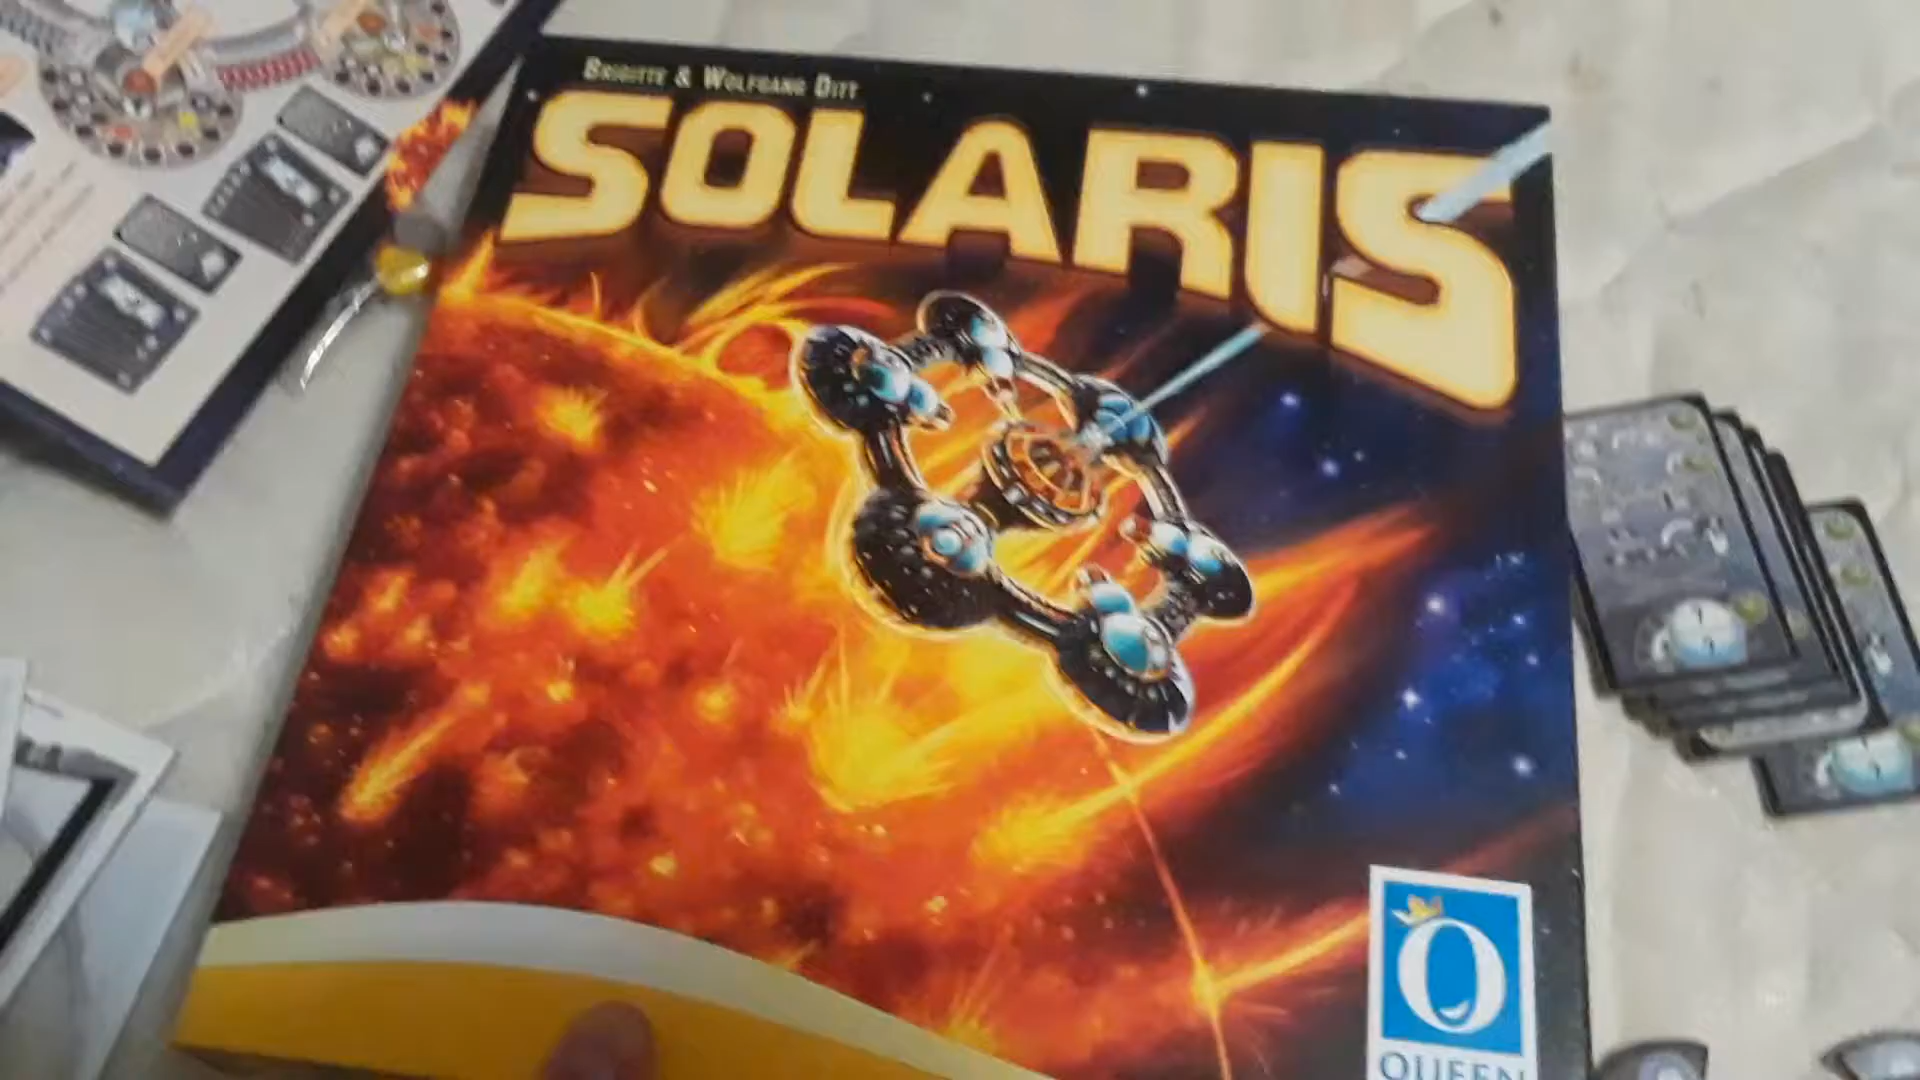 BRIGITTE & WOLFGANG DITT
SOLARIS
Q
QUEEN